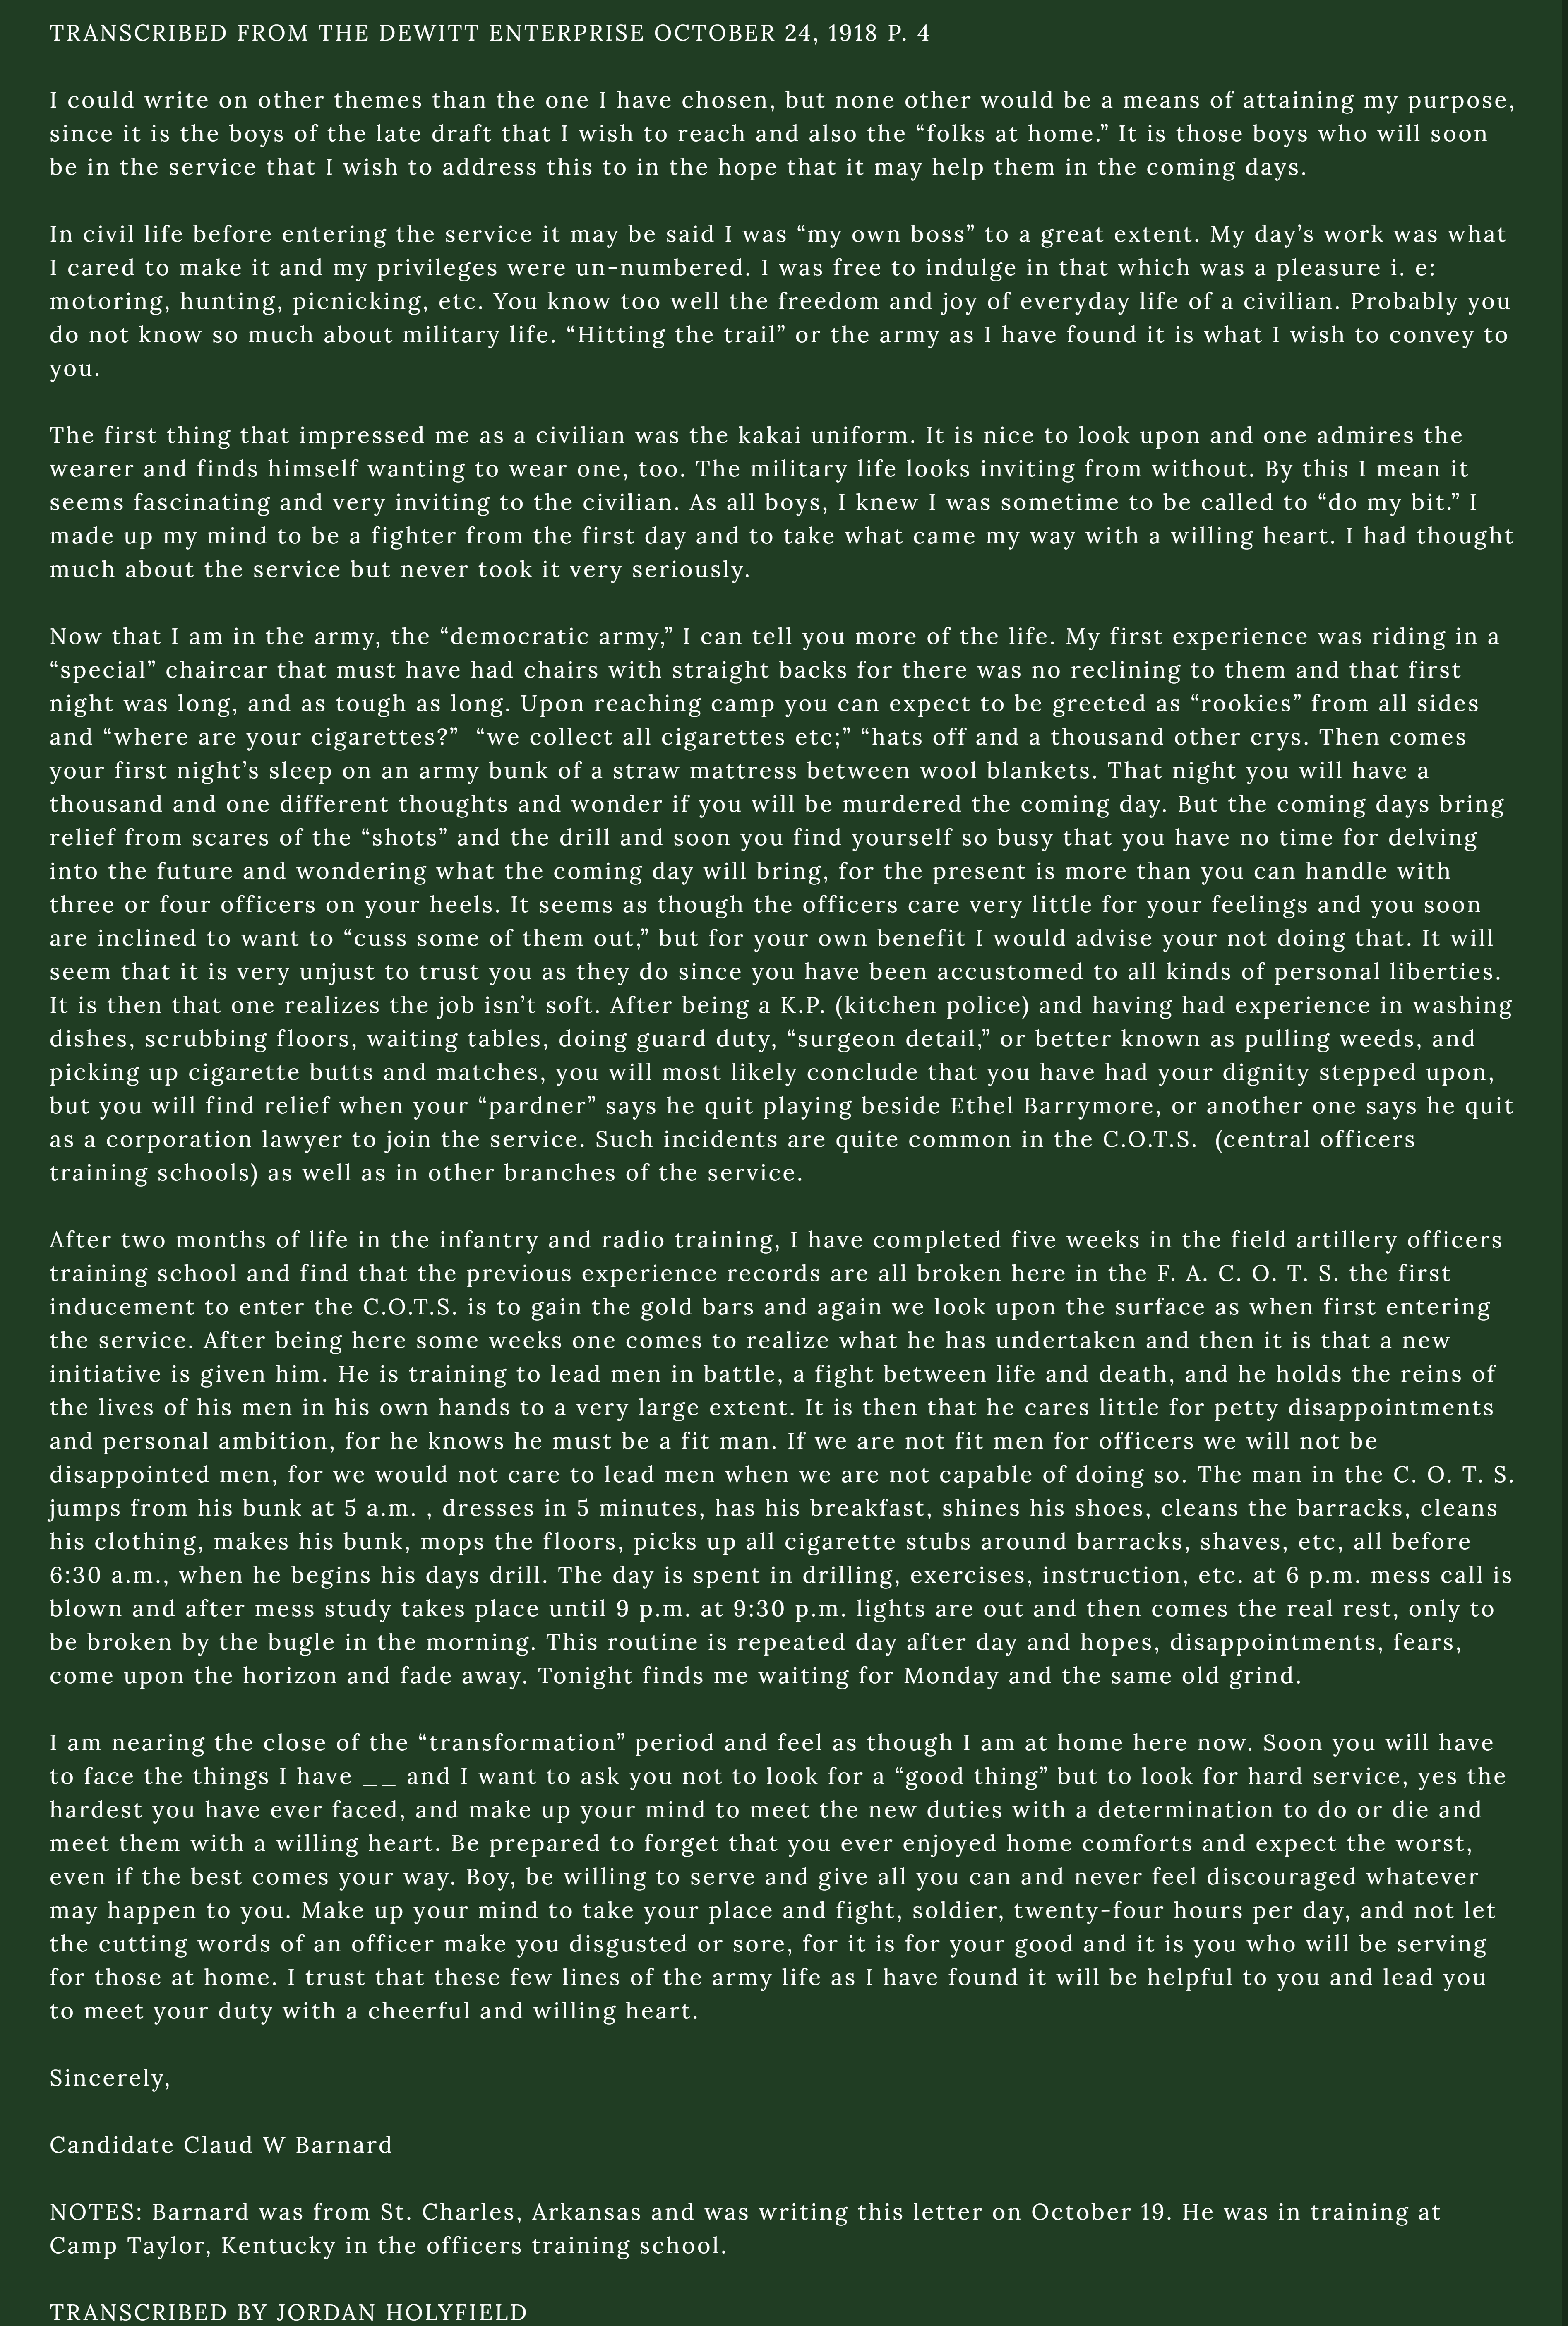 TRANSCRIBED FROM THE DEWITT ENTERPRISE OCTOBER 24, 1918 P. 4
I could write on other themes than the one I have chosen, but none other would be a means of attaining my purpose,
since it is the boys of the late draft that I wish to reach and also the “folks at home.” It is those boys who will soon
be in the service that I wish to address this to in the hope that it may help them in the coming days.
In civil life before entering the service it may be said I was “my own boss” to a great extent. My day’s work was what
I cared to make it and my privileges were un-numbered. I was free to indulge in that which was a pleasure i. e:
motoring, hunting, picnicking, etc. You know too well the freedom and joy of everyday life of a civilian. Probably you
do not know so much about military life. “Hitting the trail” or the army as I have found it is what I wish to convey to
you.
The first thing that impressed me as a civilian was the kakai uniform. It is nice to look upon and one admires the
wearer and finds himself wanting to wear one, too. The military life looks inviting from without. By this I mean it
seems fascinating and very inviting to the civilian. As all boys, I knew I was sometime to be called to “do my bit.” I
made up my mind to be a fighter from the first day and to take what came my way with a willing heart. I had thought
much about the service but never took it very seriously.
Now that I am in the army, the “democratic army,” I can tell you more of the life. My first experience was riding in a
“special” chaircar that must have had chairs with straight backs for there was no reclining to them and that first
night was long, and as tough as long. Upon reaching camp you can expect to be greeted as “rookies” from all sides
and “where are your cigarettes?”  “we collect all cigarettes etc;” “hats off and a thousand other crys. Then comes
your first night’s sleep on an army bunk of a straw mattress between wool blankets. That night you will have a
thousand and one different thoughts and wonder if you will be murdered the coming day. But the coming days bring
relief from scares of the “shots” and the drill and soon you find yourself so busy that you have no time for delving
into the future and wondering what the coming day will bring, for the present is more than you can handle with
three or four officers on your heels. It seems as though the officers care very little for your feelings and you soon
are inclined to want to “cuss some of them out,” but for your own benefit I would advise your not doing that. It will
seem that it is very unjust to trust you as they do since you have been accustomed to all kinds of personal liberties.
It is then that one realizes the job isn’t soft. After being a K.P. (kitchen police) and having had experience in washing
dishes, scrubbing floors, waiting tables, doing guard duty, “surgeon detail,” or better known as pulling weeds, and
picking up cigarette butts and matches, you will most likely conclude that you have had your dignity stepped upon,
but you will find relief when your “pardner” says he quit playing beside Ethel Barrymore, or another one says he quit
as a corporation lawyer to join the service. Such incidents are quite common in the C.O.T.S.  (central officers
training schools) as well as in other branches of the service.
After two months of life in the infantry and radio training, I have completed five weeks in the field artillery officers
training school and find that the previous experience records are all broken here in the F. A. C. O. T. S. the first
inducement to enter the C.O.T.S. is to gain the gold bars and again we look upon the surface as when first entering
the service. After being here some weeks one comes to realize what he has undertaken and then it is that a new
initiative is given him. He is training to lead men in battle, a fight between life and death, and he holds the reins of
the lives of his men in his own hands to a very large extent. It is then that he cares little for petty disappointments
and personal ambition, for he knows he must be a fit man. If we are not fit men for officers we will not be
disappointed men, for we would not care to lead men when we are not capable of doing so. The man in the C. O. T. S.
jumps from his bunk at 5 a.m. , dresses in 5 minutes, has his breakfast, shines his shoes, cleans the barracks, cleans
his clothing, makes his bunk, mops the floors, picks up all cigarette stubs around barracks, shaves, etc, all before
6:30 a.m., when he begins his days drill. The day is spent in drilling, exercises, instruction, etc. at 6 p.m. mess call is
blown and after mess study takes place until 9 p.m. at 9:30 p.m. lights are out and then comes the real rest, only to
be broken by the bugle in the morning. This routine is repeated day after day and hopes, disappointments, fears,
come upon the horizon and fade away. Tonight finds me waiting for Monday and the same old grind.
I am nearing the close of the “transformation” period and feel as though I am at home here now. Soon you will have
to face the things I have __ and I want to ask you not to look for a “good thing” but to look for hard service, yes the
hardest you have ever faced, and make up your mind to meet the new duties with a determination to do or die and
meet them with a willing heart. Be prepared to forget that you ever enjoyed home comforts and expect the worst,
even if the best comes your way. Boy, be willing to serve and give all you can and never feel discouraged whatever
may happen to you. Make up your mind to take your place and fight, soldier, twenty-four hours per day, and not let
the cutting words of an officer make you disgusted or sore, for it is for your good and it is you who will be serving
for those at home. I trust that these few lines of the army life as I have found it will be helpful to you and lead you
to meet your duty with a cheerful and willing heart.
Sincerely,
Candidate Claud W Barnard
NOTES: Barnard was from St. Charles, Arkansas and was writing this letter on October 19. He was in training at
Camp Taylor, Kentucky in the officers training school.
TRANSCRIBED BY JORDAN HOLYFIELD